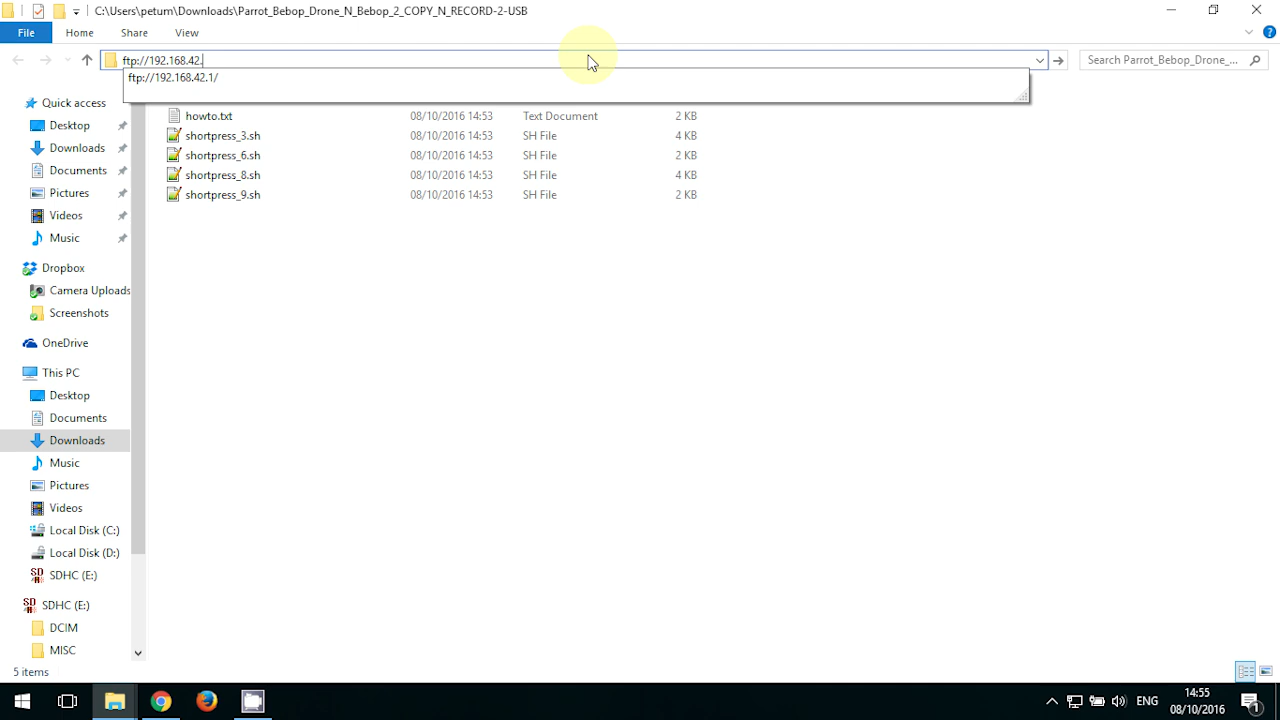 C:\Users\petum\Downloads\Parrot_Bebop_Drone_N_Bebop_2_COPY_N_RECORD-2-USB
File Home Share View
ftp://192.168.42. Search Parrot_Bebop_Drone_...
ftp://192.168.42.1/
Quick access
howto.txt 08/10/2016 14:53 Text Document 2 KB
Desktop
shortpress_3.sh 08/10/2016 14:53 SH File 4 KB
Downloads
shortpress_6.sh 08/10/2016 14:53 SH File 2 KB
Documents
shortpress_8.sh 08/10/2016 14:53 SH File 4 KB
Pictures
shortpress_9.sh 08/10/2016 14:53 SH File 2 KB
Videos
Music
Dropbox
Camera Uploads
Screenshots
OneDrive
This PC
Desktop
Documents
Downloads
Music
Pictures
Videos
Local Disk (C:)
Local Disk (D:)
SDHC (E:)
SDHC (E:)
DCIM
MISC
5 items
ENG 14:55
08/10/2016 1